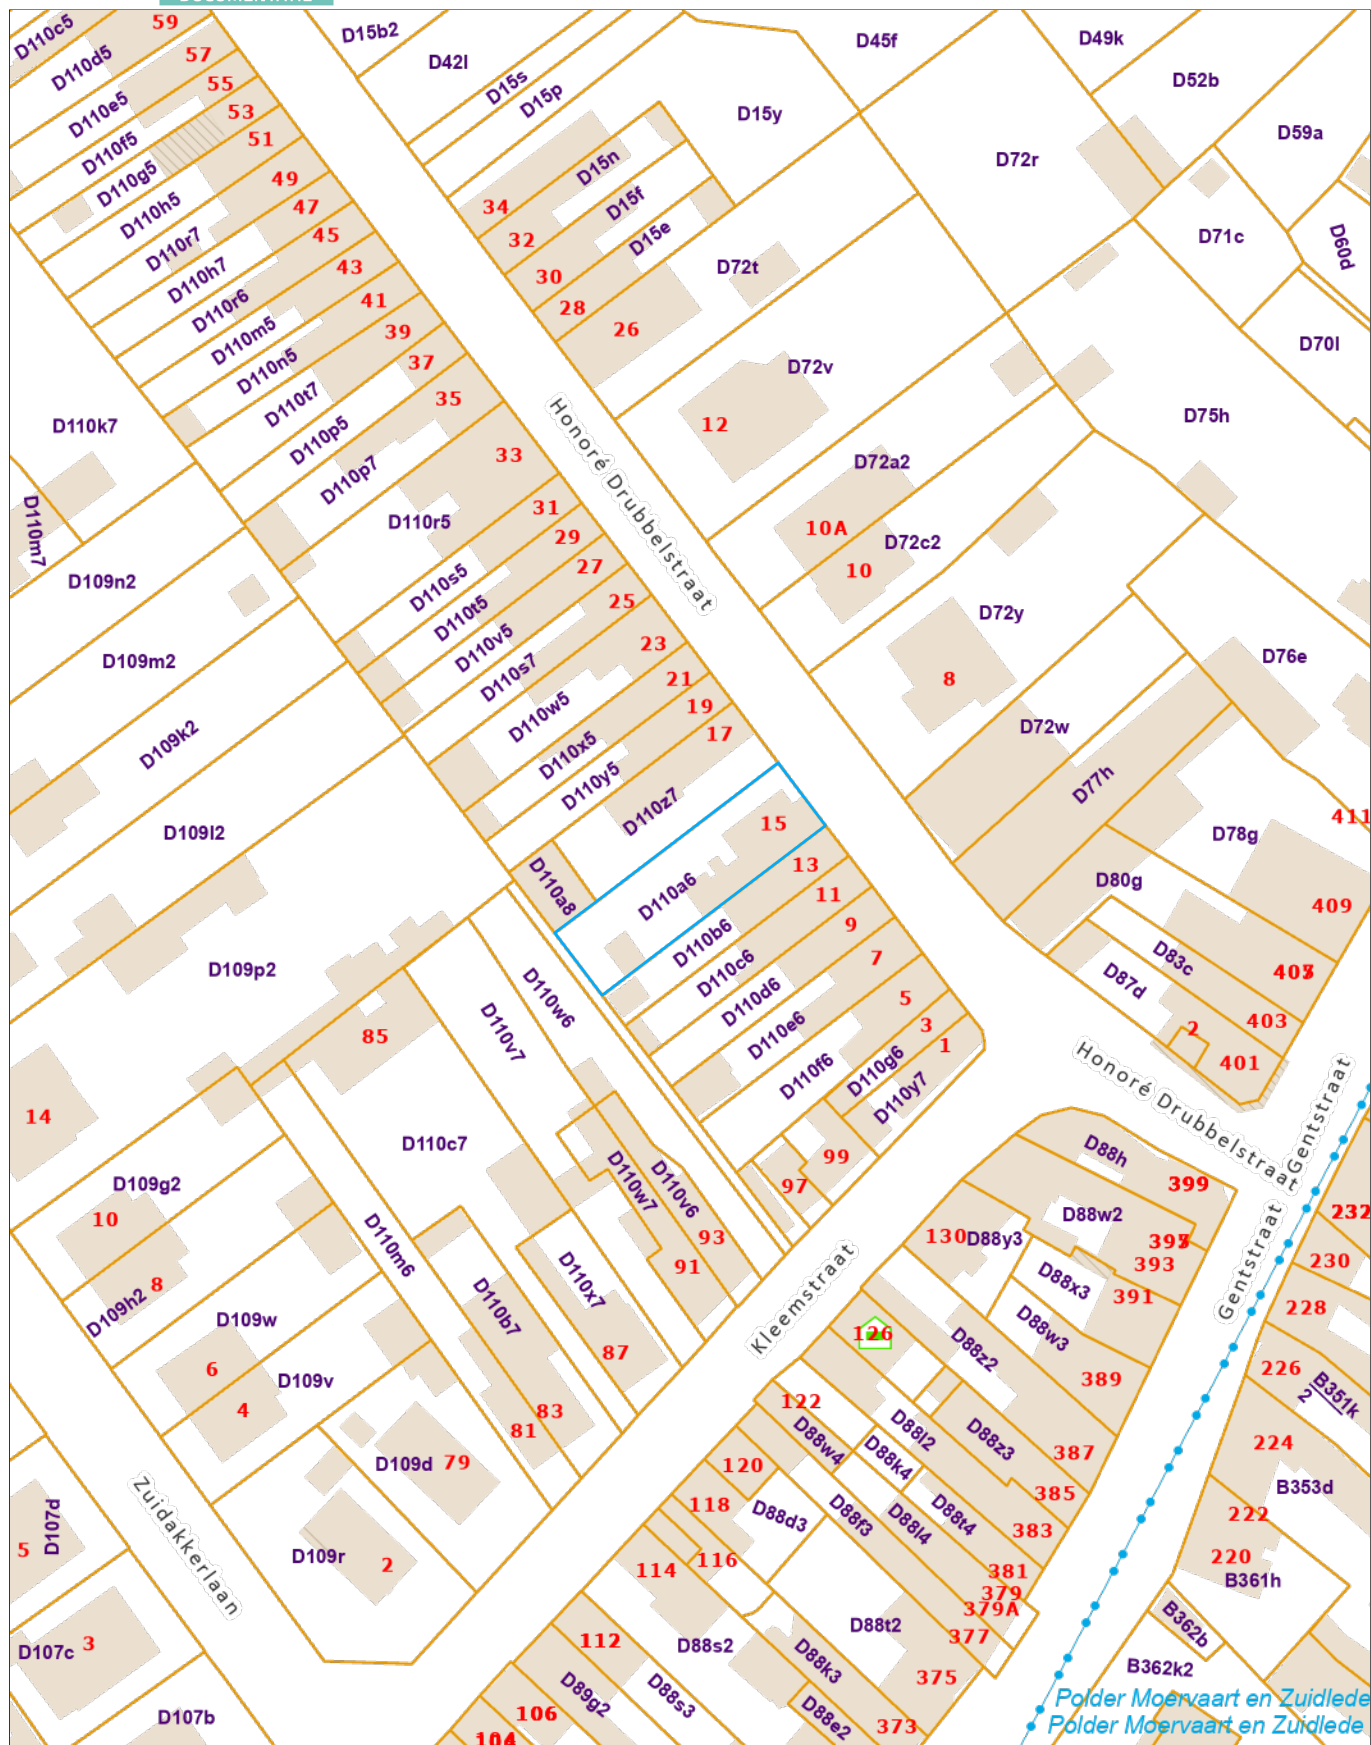 D110c5
59
D15b2
D45f
D49k
D110d5
57
D42l
D52b
55
D15s
D110e5
53
D15p
D15y
D59a
D110f5
51
D72r
D110g5
49
D15n
D110h5
47
34
D15f
D71c
D60d
D110r7
45
32
D15e
D110h7
43
30
D72t
D110r6
41
28
26
D70l
D110m5
39
D110n5
37
D72v
D110t7
35
12
D75h
D110k7
D110p5
33
Honoré Drubbelstraat
D72a2
D110p7
31
10A
D110m7
D110r5
29
D72c2
10
D109n2
27
D110s5
25
D110t5
23
D72y
D109m2
D110v5
21
8
D76e
D110s7
19
D109k2
D110w5
17
D72w
D110x5
D77h
D110y5
D109l2
D110z7
15
411
D78g
13
D110a8
D110a6
11
D80g
409
D110b6
9
D109p2
D110c6
7
D83c
D110w6
D110d6
5
D87d
D110v7
D110e6
3
403
85
D110f6
1
2
401
D110g6
Honoré Drubbelstraat
Gentstraat
14
D110y7
D110c7
99
D88h
D109g2
D110w7
D110v6
97
399
10
D88w2
232
D110m6
93
130
D88y3
393
230
8
91
D88x3
391
D109h2
D110b7
D110x7
Kleemstraat
Gentstraat
228
D109w
126
D88w3
6
87
D88z2
389
226
D109v
B351k
2
4
83
122
D88l2
81
D88w4
D88z3
387
224
D109d
79
120
D88k4
385
B353d
Zuidakkerlaan
118
D88d3
D88f3
D88l4
D88t4
383
222
D107d
5
D109r
2
116
381
220
114
379
B361h
379A
D88t2
377
B362b
112
D88s2
D107c
3
D88k3
375
B362k2
D89g2
D88s3
Polder Moervaart en Zuidlede
D107b
106
D88e2
373
Polder Moervaart en Zuidlede
104